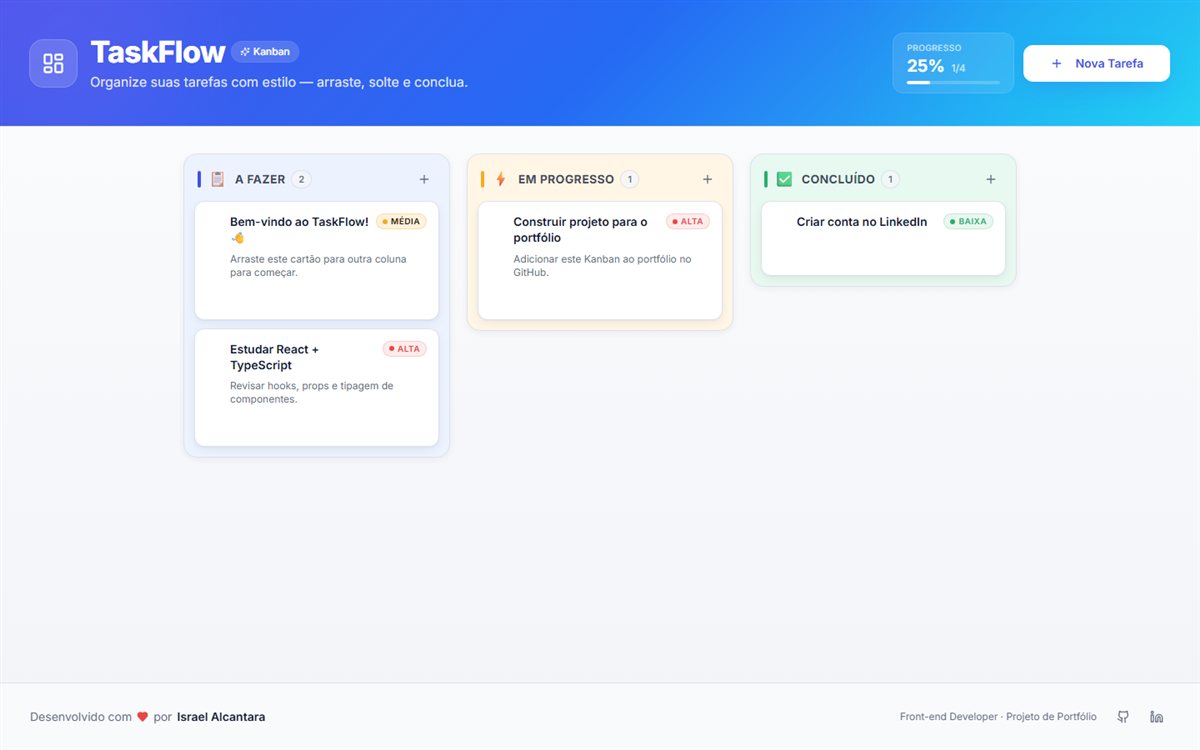 TaskFlow
Kanban
Organize suas tarefas com estilo — arraste, solte e conclua.
PROGRESSO
25% 1/4
Nova Tarefa
A FAZER 2
Bem-vindo ao TaskFlow!
MÉDIA
Arraste este cartão para outra coluna
para começar.
Estudar React +
TypeScript
ALTA
Revisar hooks, props e tipagem de
componentes.
EM PROGRESSO 1
Construir projeto para o
portfólio
ALTA
Adicionar este Kanban ao portfólio no
GitHub.
CONCLUÍDO 1
Criar conta no LinkedIn
BAIXA
Desenvolvido com ❤️ por Israel Alcantara
Front-end Developer · Projeto de Portfólio